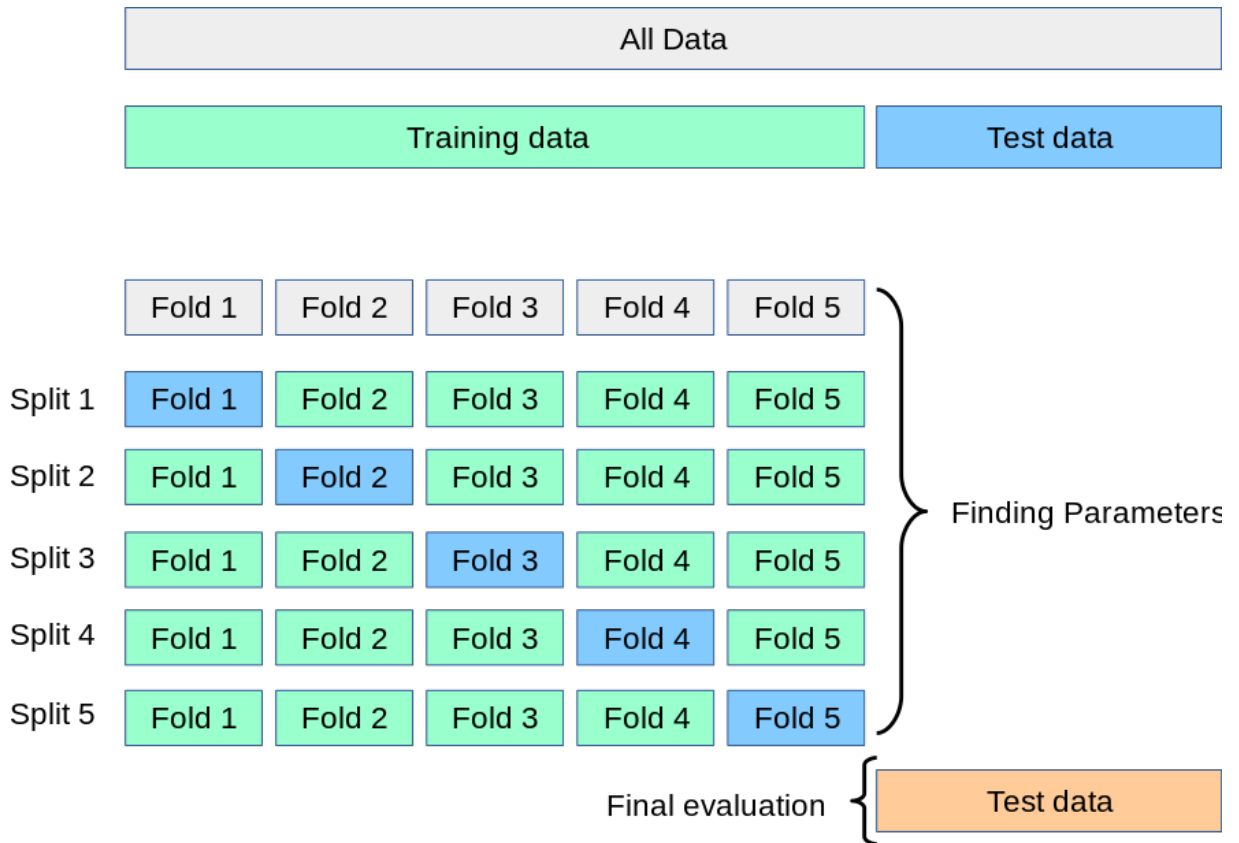 All Data
Training data Test data
Fold 1 Fold 2 Fold 3 Fold 4 Fold 5
Split 1 Fold 1 Fold 2 Fold 3 Fold 4 Fold 5
Split 2 Fold 1 Fold 2 Fold 3 Fold 4 Fold 5
Finding Parameters
Split 3 Fold 1 Fold 2 Fold 3 Fold 4 Fold 5
Split 4 Fold 1 Fold 2 Fold 3 Fold 4 Fold 5
Split 5 Fold 1 Fold 2 Fold 3 Fold 4 Fold 5
Final evaluation Test data